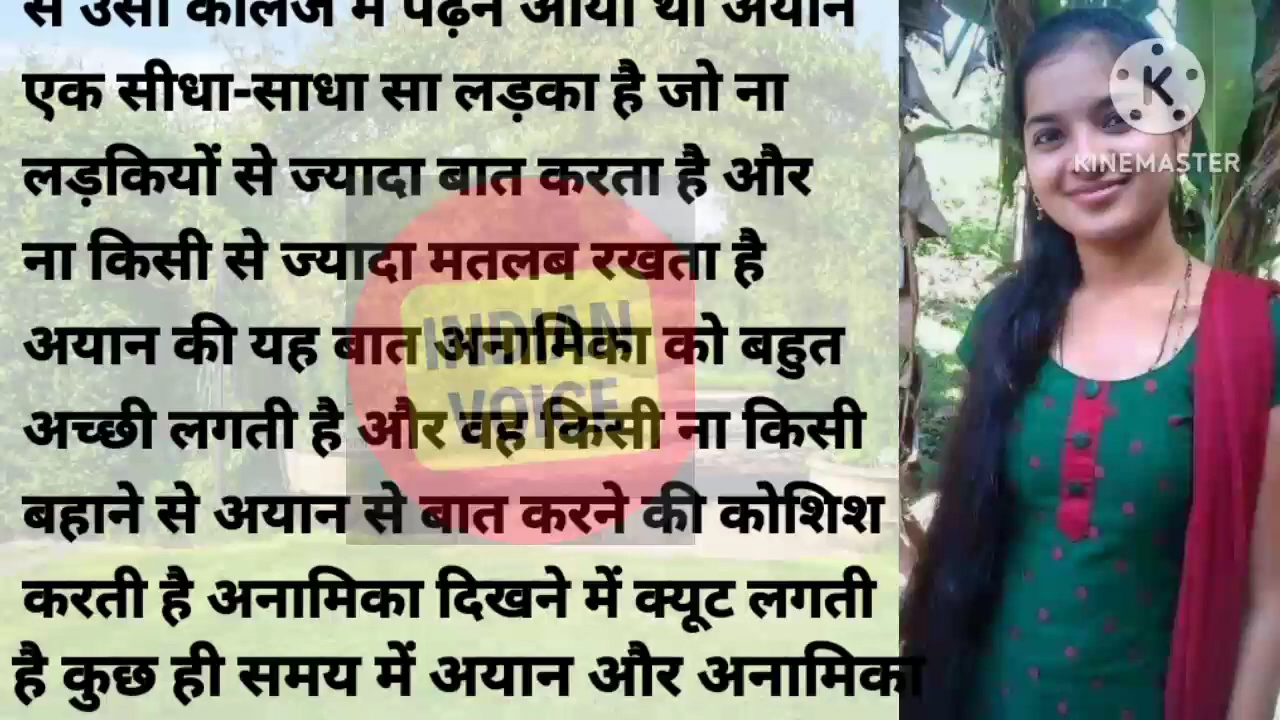 से उसी कॉलेज में पढ़ने आया था अयान
एक सीधा-साधा सा लड़का है जो ना
लड़कियों से ज्यादा बात करता है और
ना किसी से ज्यादा मतलब रखता है
अयान की यह बात अनामिका को बहुत
अच्छी लगती है और वह किसी ना किसी
बहाने से अयान से बात करने की कोशिश
करती है अनामिका दिखने में क्यूट लगती
है कुछ ही समय में अयान और अनामिका
INDIAN
VOICE
K
KINEMASTER